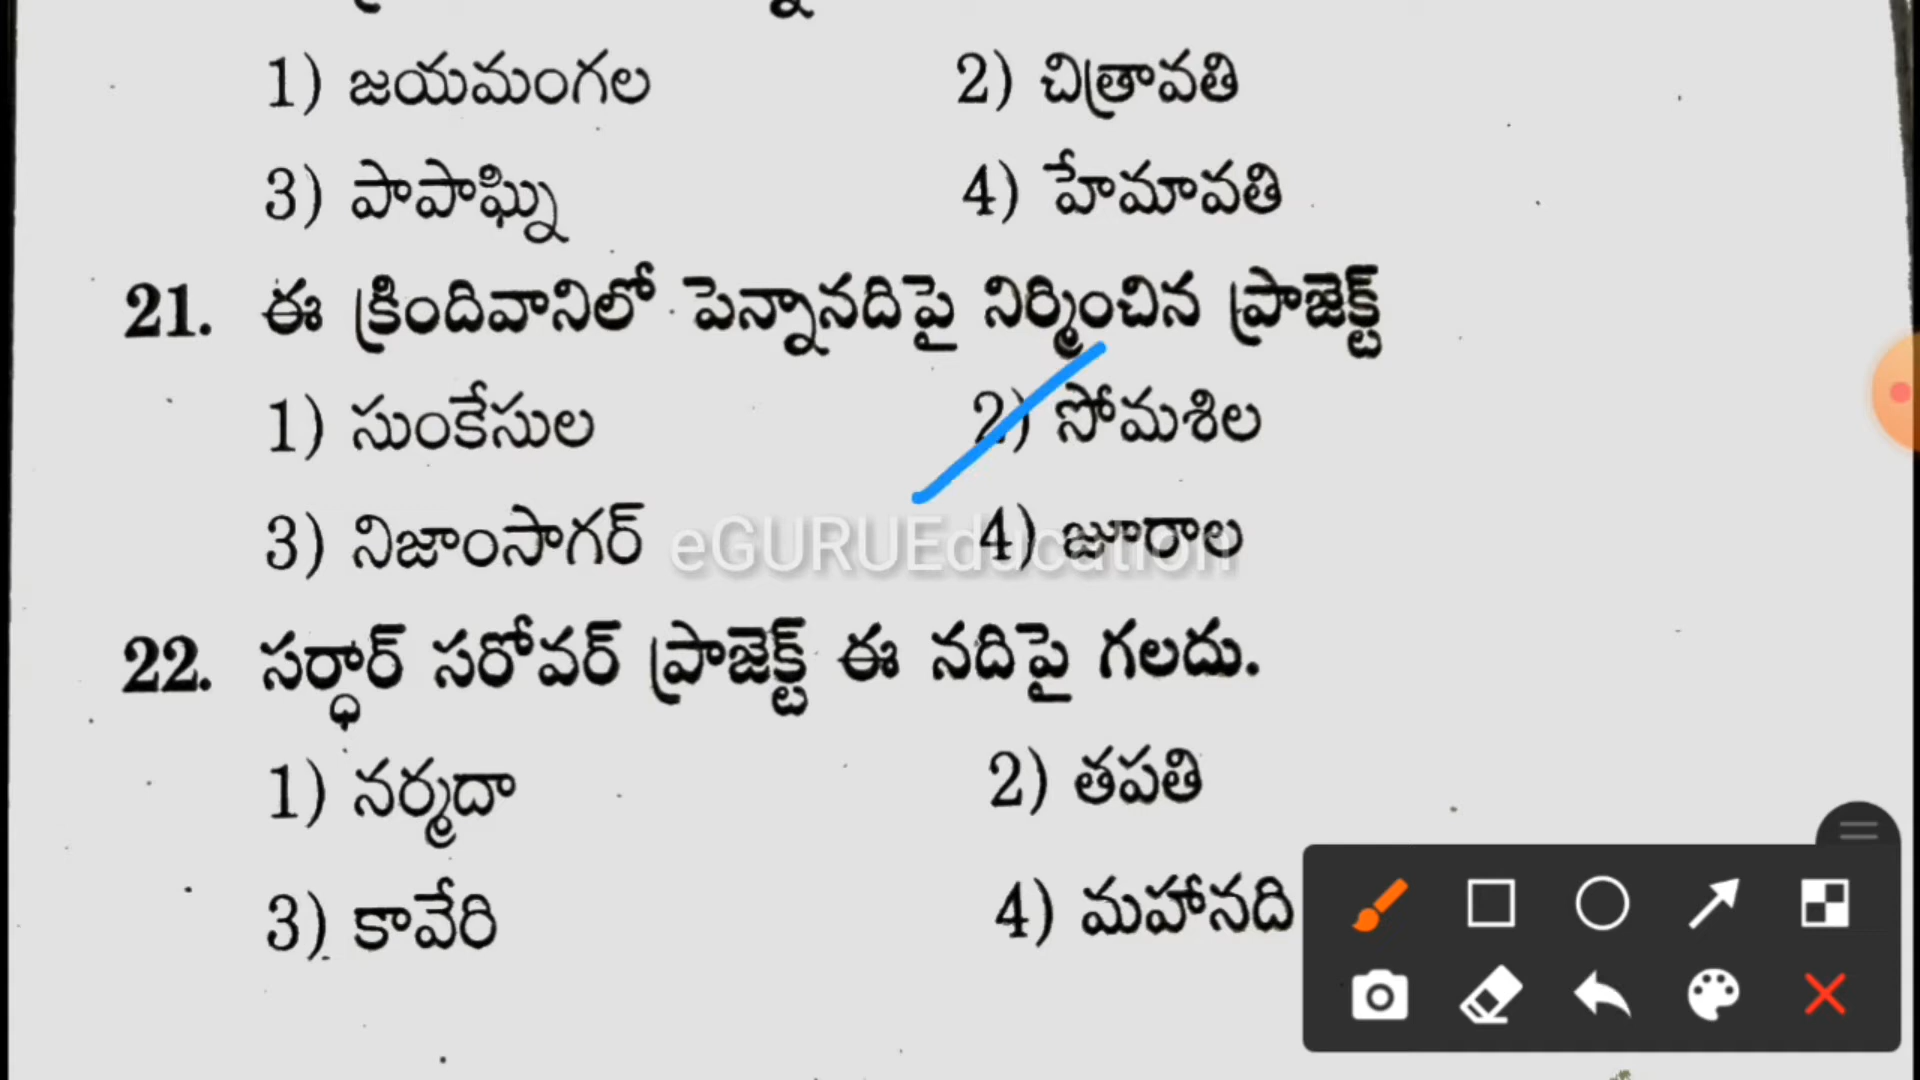 1) జయమంగల 2) చిత్రావతి
3) పాపాఘ్ని 4) హేమావతి
21. ఈ క్రిందివానిలో పెన్నానదిపై నిర్మించిన ప్రాజెక్ట్
1) సుంకేసుల 2) సోమశిల
3) నిజాంసాగర్ 4) జూరాల
eGURUEducation
22. సర్ధార్ సరోవర్ ప్రాజెక్ట్ ఈ నదిపై గలదు.
1) నర్మదా 2) తపతి
3) కావేరి 4) మహానది